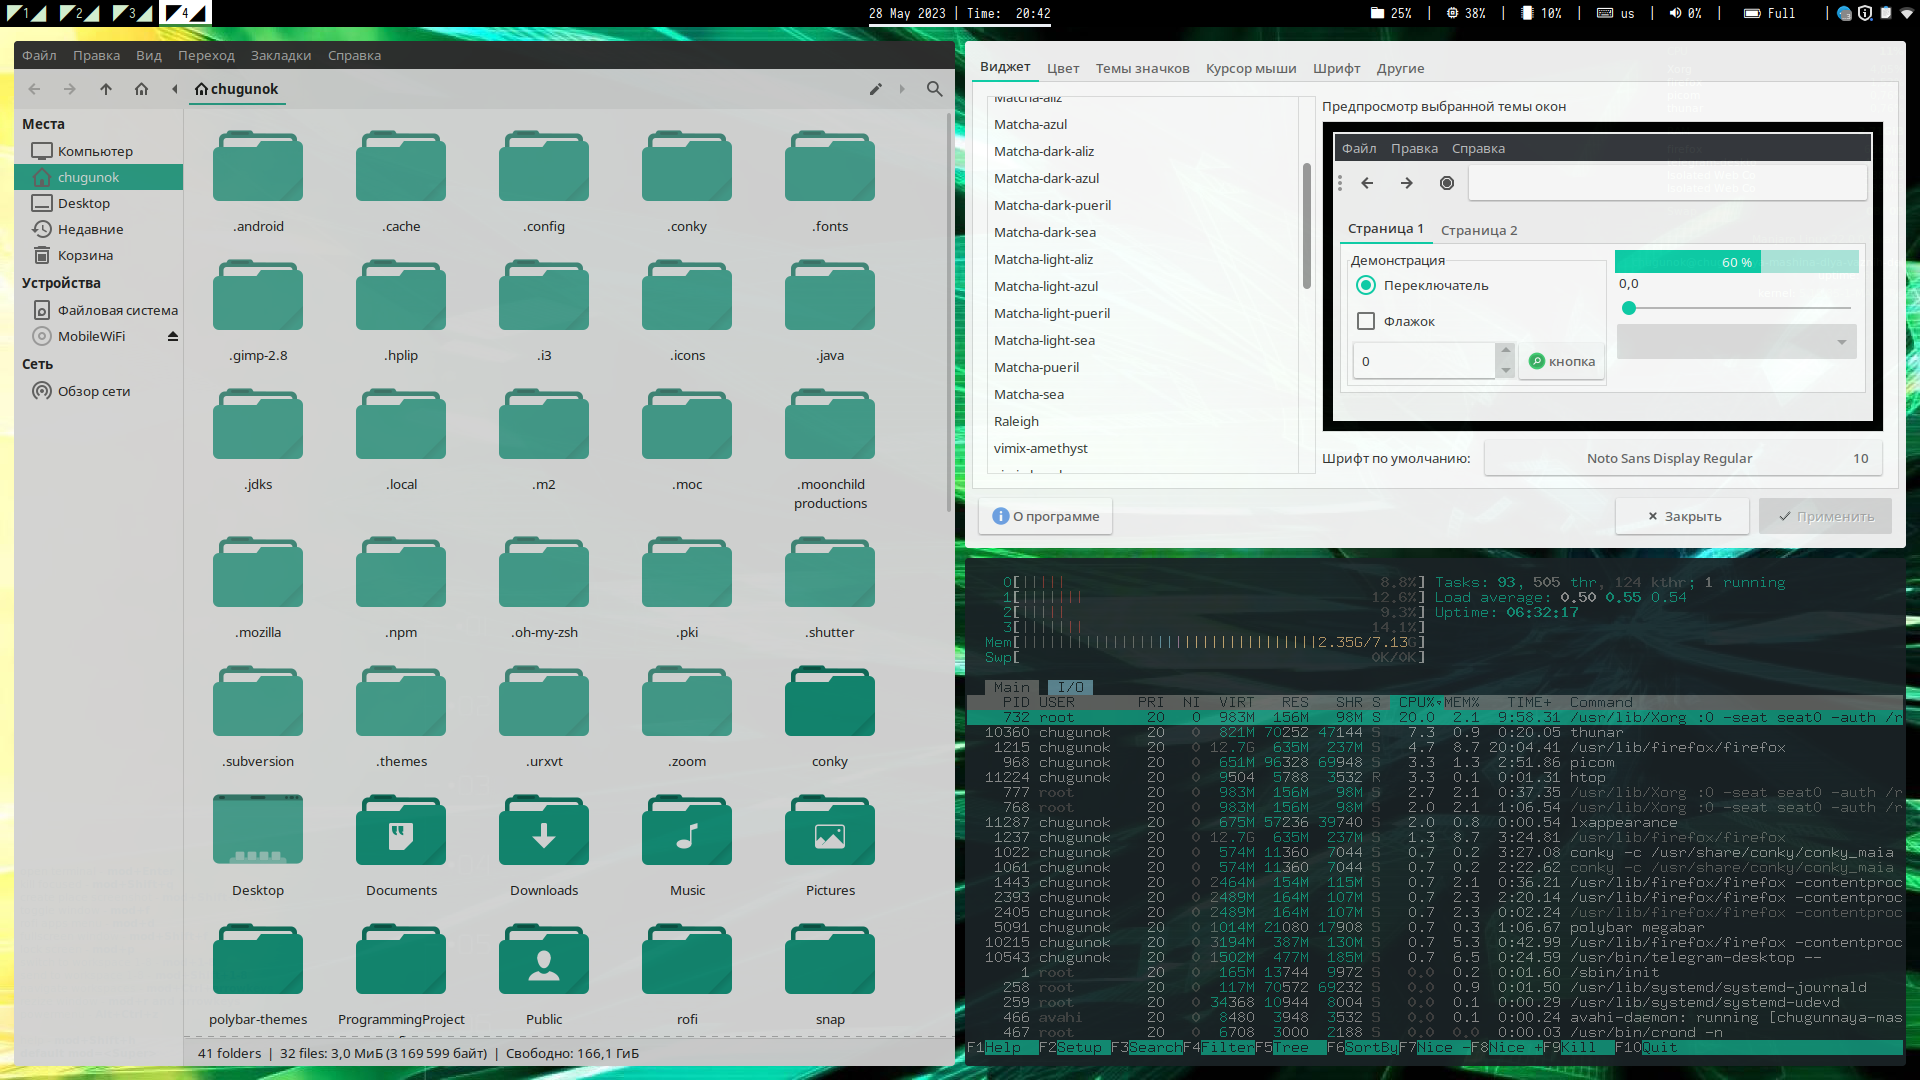 1 2 3 4
28 May 2023 | Time: 20:42
25% | 38% | 10% | us | 0% | Full |
Файл Правка Вид Переход Закладки Справка
chugunok
Места
Компьютер
chugunok
Desktop
Недавние
Корзина
Устройства
Файловая система
MobileWiFi
Сеть
Обзор сети
.android .cache .config .conky .fonts
.gimp-2.8 .hplip .i3 .icons .java
.jdks .local .m2 .moc .moonchild
productions
.mozilla .npm .oh-my-zsh .pki .shutter
.subversion .themes .urxvt .zoom conky
Desktop Documents Downloads Music Pictures
polybar-themes ProgrammingProject Public rofi snap
41 folders | 32 files: 3,0 МиБ (3 169 599 байт) | Свободно: 166,1 ГиБ
Виджет Цвет Темы значков Курсор мыши Шрифт Другие
Matcha-aliz
Matcha-azul
Matcha-dark-aliz
Matcha-dark-azul
Matcha-dark-pueril
Matcha-dark-sea
Matcha-light-aliz
Matcha-light-azul
Matcha-light-pueril
Matcha-light-sea
Matcha-pueril
Matcha-sea
Raleigh
vimix-amethyst
Предпросмотр выбранной темы окон
Файл Правка Справка
Страница 1 Страница 2
Демонстрация
Переключатель
Флажок
0 кнопка
60 %
0,0
Шрифт по умолчанию: Noto Sans Display Regular 10
О программе Закрыть Применить
0[||||| 8.8%] Tasks: 93, 505 thr, 124 kthr; 1 running
1[||||||| 12.6%] Load average: 0.50 0.55 0.54
2[||||| 9.3%] Uptime: 06:32:17
3[||||||| 14.1%]
Mem[|||||||||||||||||||||||||||||||||2.35G/7.13G]
Swp[ 0K/0K]
Main I/O
PID USER PRI NI VIRT RES SHR S CPU%▽MEM% TIME+ Command
732 root 20 0 983M 156M 98M S 20.0 2.1 9:58.31 /usr/lib/Xorg :0 -seat seat0 -auth /r
10360 chugunok 20 0 821M 70252 47144 S 7.3 0.9 0:20.05 thunar
1215 chugunok 20 0 12.7G 635M 237M S 4.7 8.7 20:04.41 /usr/lib/firefox/firefox
968 chugunok 20 0 651M 96328 69948 S 3.3 1.3 2:51.86 picom
11224 chugunok 20 0 9504 5788 3532 R 3.3 0.1 0:01.31 htop
777 root 20 0 983M 156M 98M S 2.7 2.1 0:37.35 /usr/lib/Xorg :0 -seat seat0 -auth /r
768 root 20 0 983M 156M 98M S 2.0 2.1 1:06.54 /usr/lib/Xorg :0 -seat seat0 -auth /r
11287 chugunok 20 0 675M 57236 39740 S 2.0 0.8 0:00.54 lxappearance
1237 chugunok 20 0 12.7G 635M 237M S 1.3 8.7 3:24.81 /usr/lib/firefox/firefox
1022 chugunok 20 0 574M 11360 7044 S 0.7 0.2 3:27.08 conky -c /usr/share/conky/conky_maia
1061 chugunok 20 0 574M 11360 7044 S 0.7 0.2 2:22.62 conky -c /usr/share/conky/conky_maia
1443 chugunok 20 0 2464M 154M 115M S 0.7 2.1 0:36.21 /usr/lib/firefox/firefox -contentproc
2393 chugunok 20 0 2489M 164M 107M S 0.7 2.3 2:20.14 /usr/lib/firefox/firefox -contentproc
2405 chugunok 20 0 2489M 164M 107M S 0.7 2.3 0:02.24 /usr/lib/firefox/firefox -contentproc
5091 chugunok 20 0 1014M 21080 17908 S 0.7 0.3 1:06.67 polybar megabar
10215 chugunok 20 0 3194M 387M 130M S 0.7 5.3 0:42.99 /usr/lib/firefox/firefox -contentproc
10543 chugunok 20 0 1502M 477M 185M S 0.7 6.5 0:24.59 /usr/bin/telegram-desktop --
1 root 20 0 165M 13744 9972 S 0.0 0.2 0:01.60 /sbin/init
258 root 20 0 117M 70572 69232 S 0.0 0.9 0:01.50 /usr/lib/systemd/systemd-journald
259 root 20 0 34368 10944 8004 S 0.0 0.1 0:00.29 /usr/lib/systemd/systemd-udevd
466 avahi 20 0 8480 3948 3532 S 0.0 0.1 0:00.24 avahi-daemon: running [chugunnaya-mas
467 root 20 0 6708 3000 2188 S 0.0 0.0 0:00.03 /usr/bin/crond -n
F1Help F2Setup F3SearchF4FilterF5Tree F6SortByF7Nice -F8Nice +F9Kill F10Quit